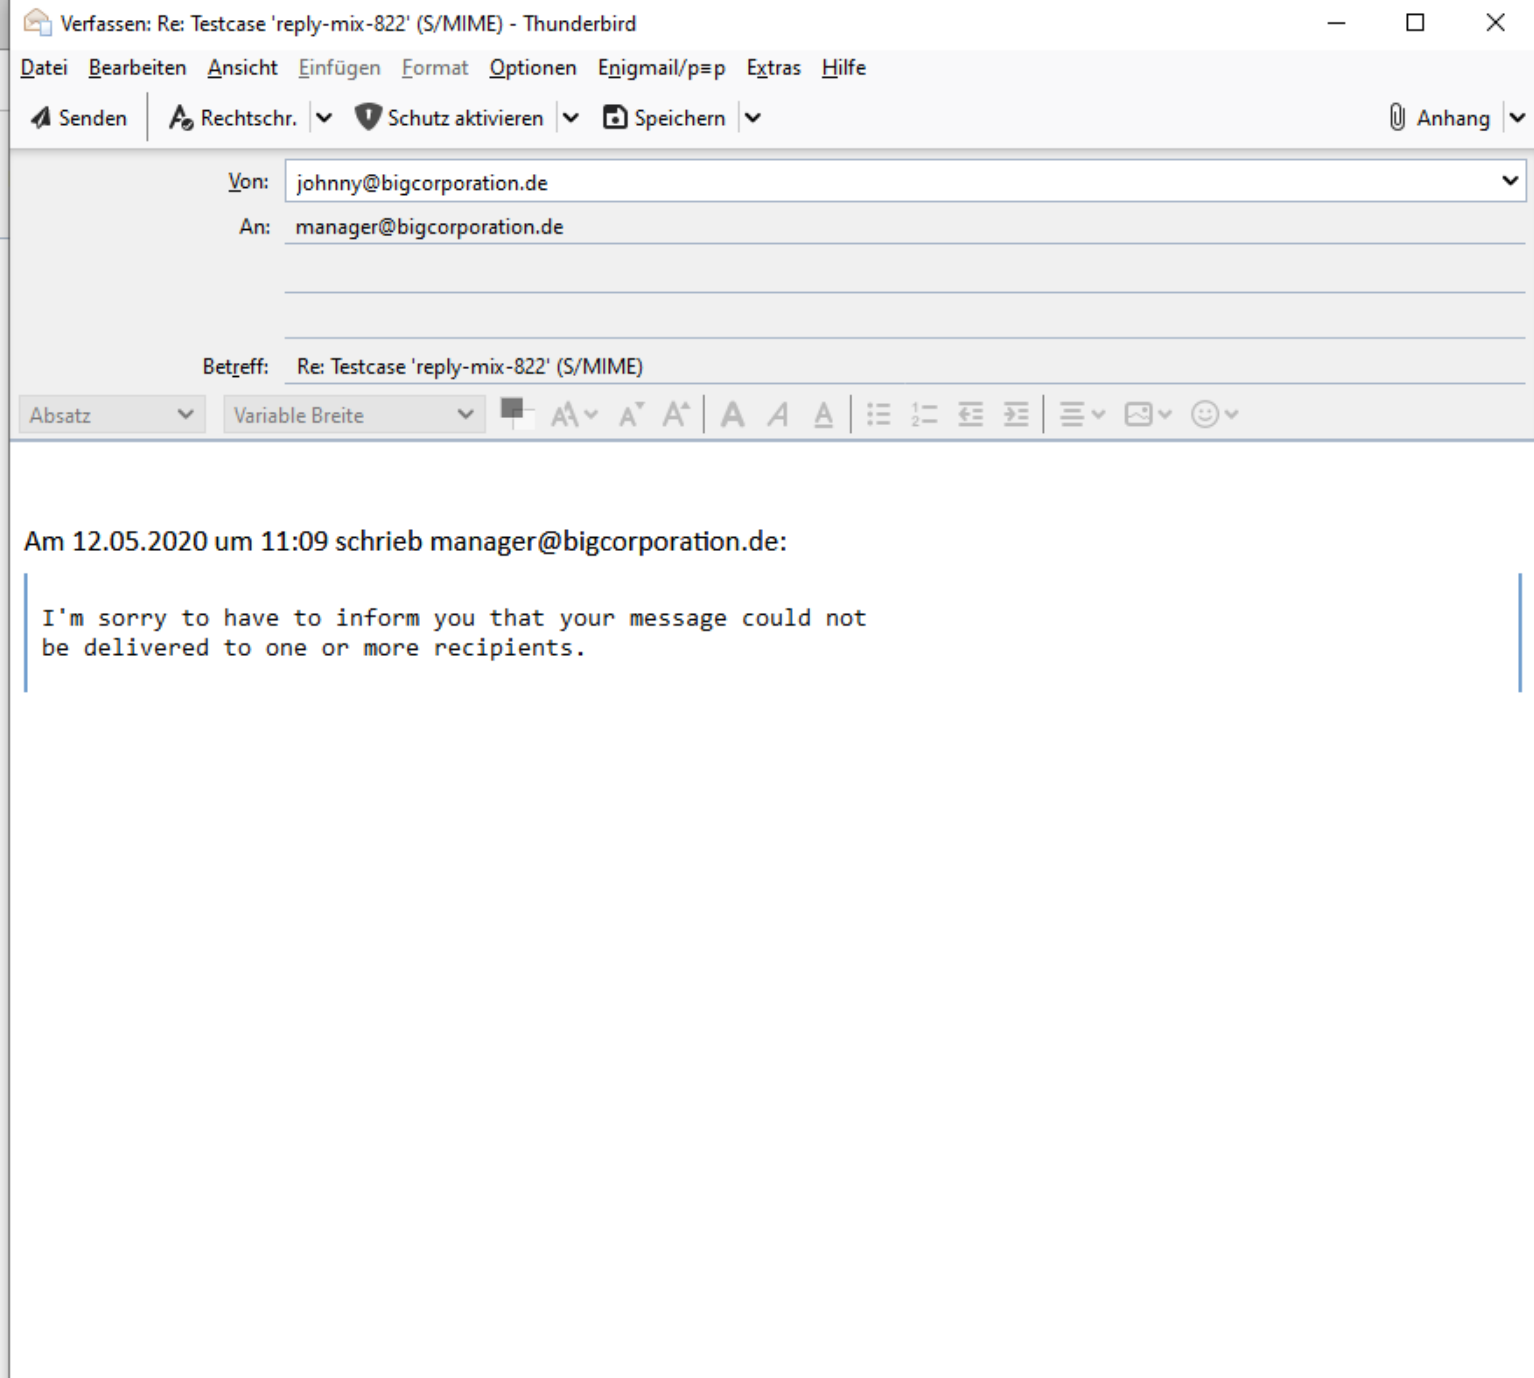 Verfassen: Re: Testcase 'reply-mix-822' (S/MIME) - Thunderbird
Datei Bearbeiten Ansicht Einfügen Format Optionen Enigmail/p≡p Extras Hilfe
Senden Rechtschr. Schutz aktivieren Speichern Anhang
Von: johnny@bigcorporation.de
An: manager@bigcorporation.de
Betreff: Re: Testcase 'reply-mix-822' (S/MIME)
Absatz Variable Breite
Am 12.05.2020 um 11:09 schrieb manager@bigcorporation.de:
I'm sorry to have to inform you that your message could not
be delivered to one or more recipients.